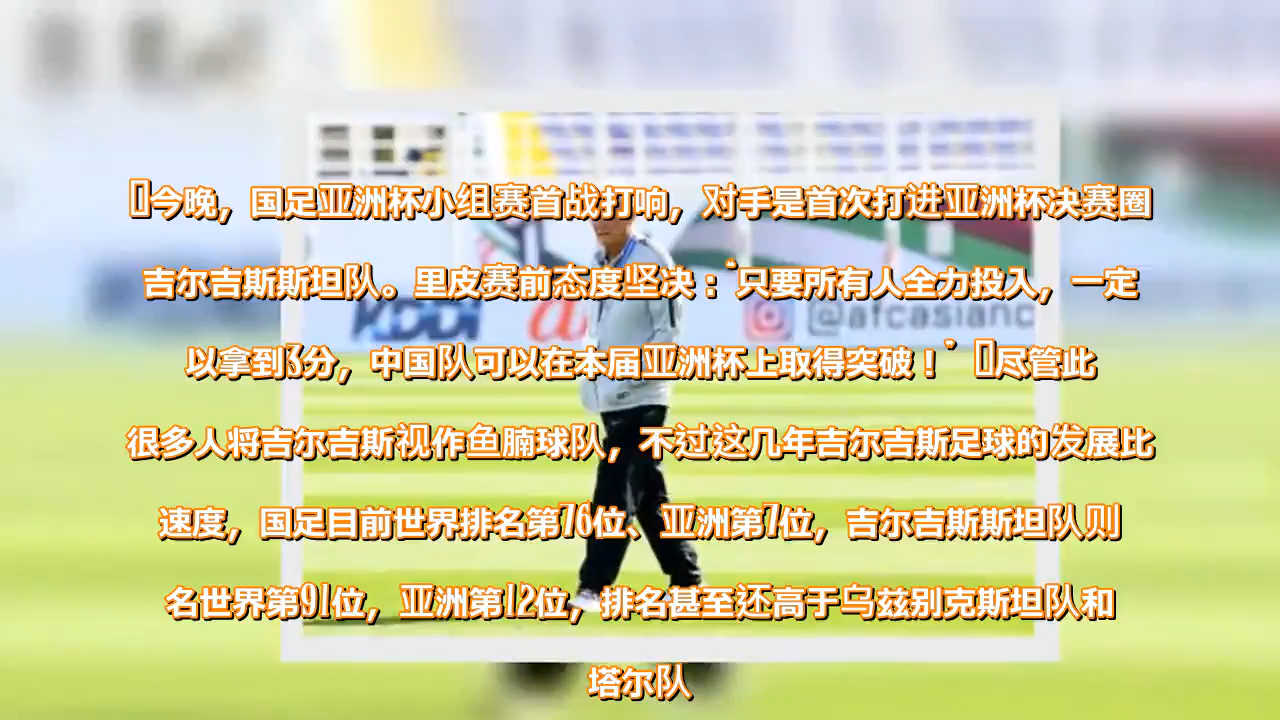 今晚，国足亚洲杯小组赛首战打响，对手是首次打进亚洲杯决赛圈
吉尔吉斯斯坦队。里皮赛前态度坚决：“只要所有人全力投入，一定
以拿到3分，中国队可以在本届亚洲杯上取得突破！”尽管此
很多人将吉尔吉斯视作鱼腩球队，不过这几年吉尔吉斯足球的发展比
速度，国足目前世界排名第76位、亚洲第7位，吉尔吉斯斯坦队则
名世界第91位，亚洲第12位，排名甚至还高于乌兹别克斯坦队和
塔尔队
KDDI
@afcasianc